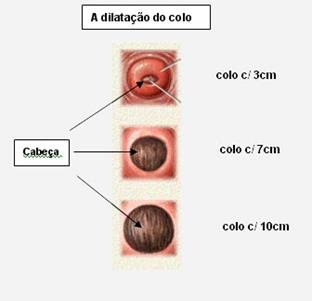 A dilatação do colo
colo c/ 3cm
Cabeça
colo c/ 7cm
colo c/ 10cm